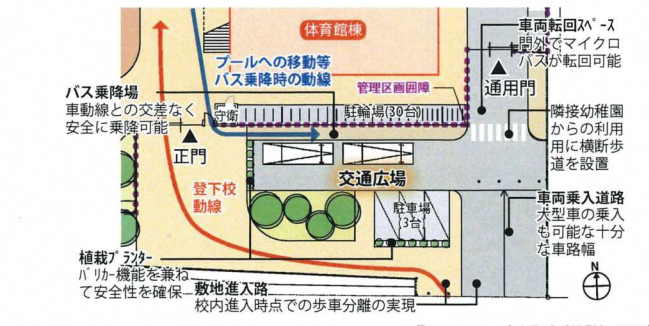 体育館棟
車両転回ｽﾍﾟｰｽ
門外でマイクロ
バスが転回可能
プールへの移動等
バス乗降時の動線
管理区画囲障
通用門
バス乗降場
車動線との交差なく
安全に乗降可能
守衛
駐輪場(30台)
隣接幼稚園
からの利用
用に横断歩
道を設置
正門
交通広場
登下校
動線
車両乗入道路
大型車の乗入
も可能な十分
な車路幅
駐車場
(3台)
植栽ﾌﾟﾗﾝﾀｰ
ﾊﾞﾘｶｰ機能を兼ね
て安全性を確保
敷地進入路
校内進入時点での歩車分離の実現
N